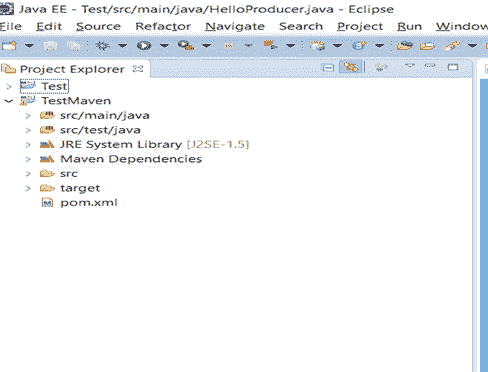 Java EE - Test/src/main/java/HelloProducer.java - Eclipse
File Edit Source Refactor Navigate Search Project Run Window
Project Explorer
Test
TestMaven
src/main/java
src/test/java
JRE System Library [J2SE-1.5]
Maven Dependencies
src
target
pom.xml